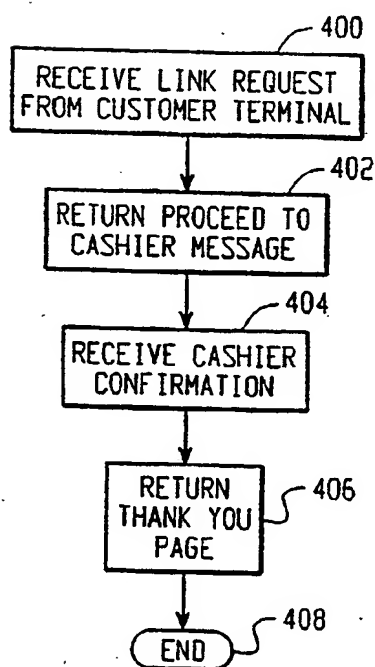 400
RECEIVE LINK REQUEST
FROM CUSTOMER TERMINAL
402
RETURN PROCEED TO
CASHIER MESSAGE
404
RECEIVE CASHIER
CONFIRMATION
406
RETURN
THANK YOU
PAGE
408
END